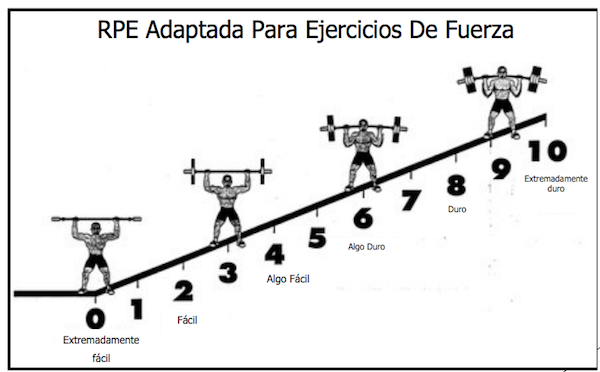 RPE Adaptada Para Ejercicios De Fuerza
0
1
2
3
4
5
6
7
8
9
10
Extremadamente
fácil
Fácil
Algo Fácil
Algo Duro
Duro
Extremadamente
duro